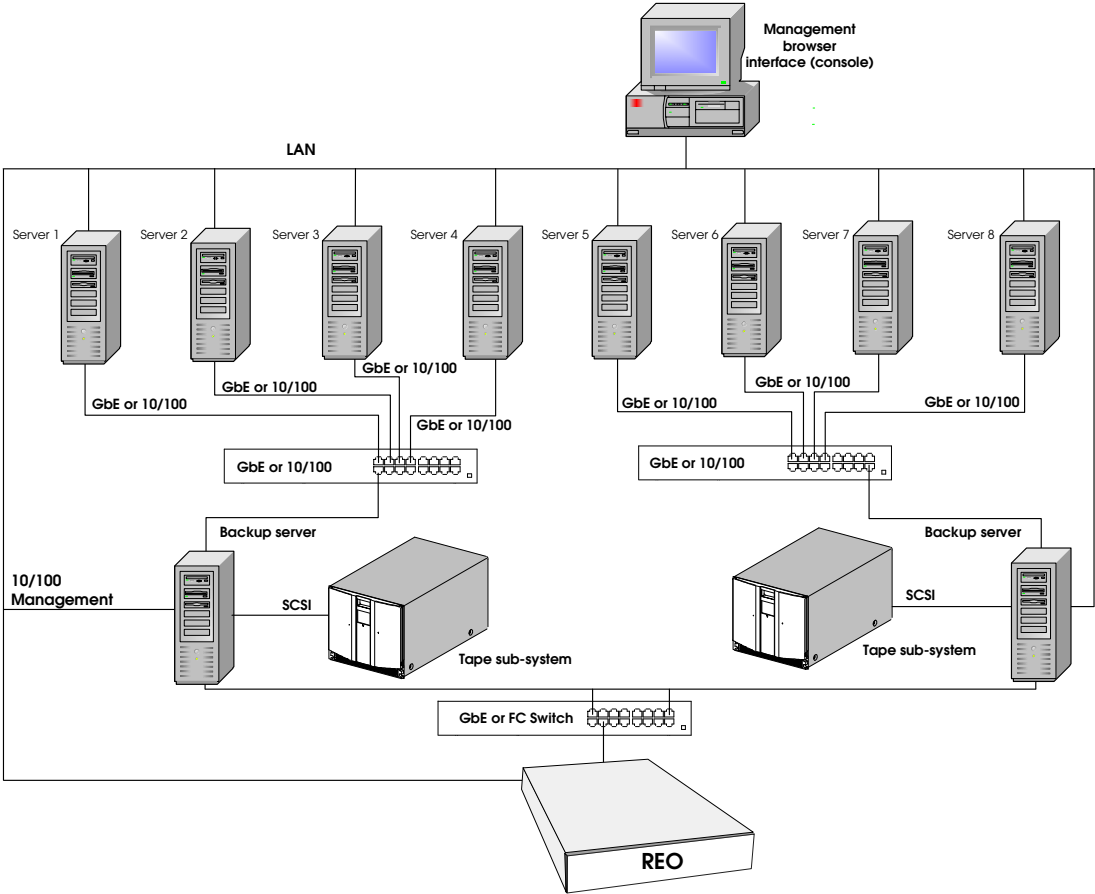 Management
browser
interface (console)
LAN
Server 1
Server 2
Server 3
Server 4
Server 5
Server 6
Server 7
Server 8
GbE or 10/100
GbE or 10/100
GbE or 10/100
GbE or 10/100
GbE or 10/100
GbE or 10/100
GbE or 10/100
GbE or 10/100
GbE or 10/100
Backup server
Backup server
10/100
Management
SCSI
SCSI
Tape sub-system
Tape sub-system
GbE or FC Switch
REO